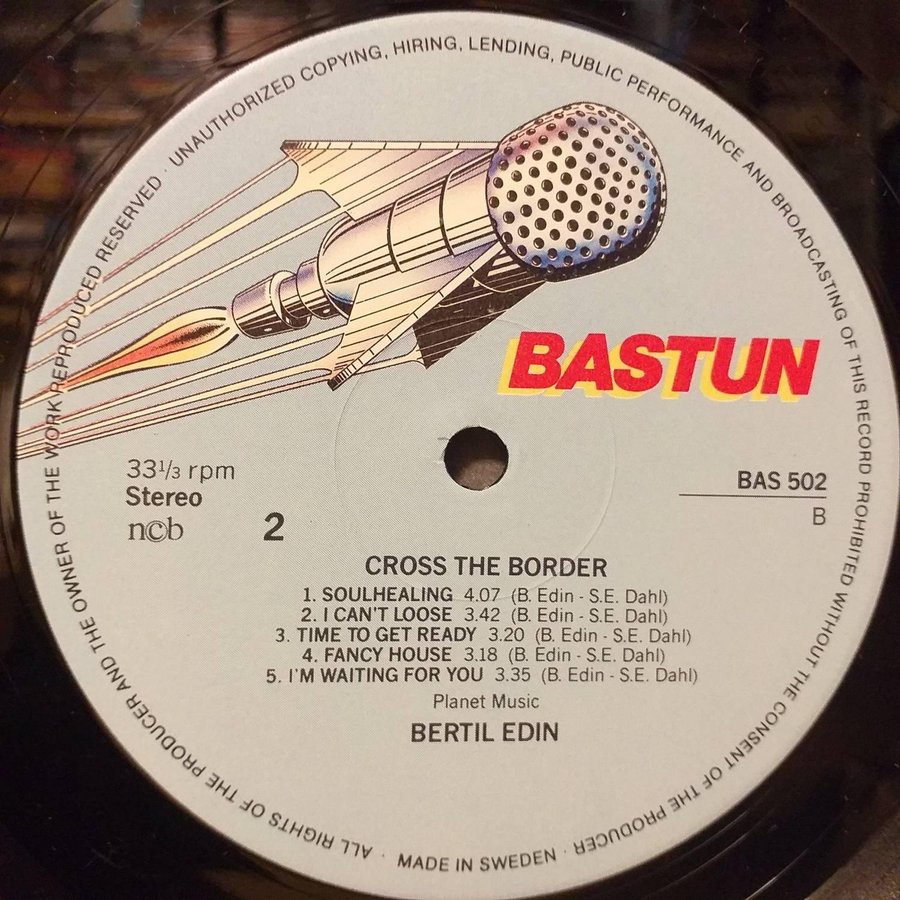 ALL RIGHTS OF THE PRODUCER AND THE OWNER OF THE WORK REPRODUCED RESERVED · UNAUTHORIZED COPYING, HIRING, LENDING, PUBLIC PERFORMANCE AND BROADCASTING OF THIS RECORD PROHIBITED WITHOUT THE CONSENT OF THE PRODUCER · MADE IN SWEDEN ·
BASTUN
33 1/3 rpm
Stereo
n©b
2
BAS 502
B
CROSS THE BORDER
1. SOULHEALING 4.07 (B. Edin - S.E. Dahl)
2. I CAN'T LOOSE 3.42 (B. Edin - S.E. Dahl)
3. TIME TO GET READY 3.20 (B. Edin - S.E. Dahl)
4. FANCY HOUSE 3.18 (B. Edin - S.E. Dahl)
5. I'M WAITING FOR YOU 3.35 (B. Edin - S.E. Dahl)
Planet Music
BERTIL EDIN